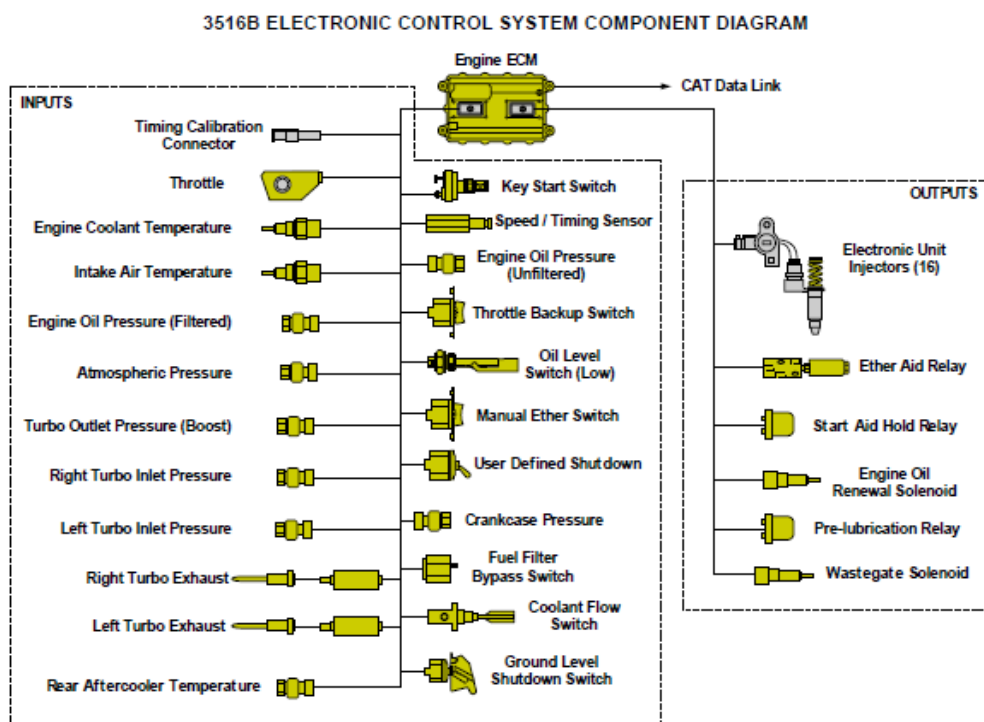 3516B ELECTRONIC CONTROL SYSTEM COMPONENT DIAGRAM
Engine ECM
CAT Data Link
INPUTS
Timing Calibration
Connector
Throttle
Engine Coolant Temperature
Intake Air Temperature
Engine Oil Pressure (Filtered)
Atmospheric Pressure
Turbo Outlet Pressure (Boost)
Right Turbo Inlet Pressure
Left Turbo Inlet Pressure
Right Turbo Exhaust
Left Turbo Exhaust
Rear Aftercooler Temperature
Key Start Switch
Speed / Timing Sensor
Engine Oil Pressure
(Unfiltered)
Throttle Backup Switch
Oil Level
Switch (Low)
Manual Ether Switch
User Defined Shutdown
Crankcase Pressure
Fuel Filter
Bypass Switch
Coolant Flow
Switch
Ground Level
Shutdown Switch
OUTPUTS
Electronic Unit
Injectors (16)
Ether Aid Relay
Start Aid Hold Relay
Engine Oil
Renewal Solenoid
Pre-lubrication Relay
Wastegate Solenoid